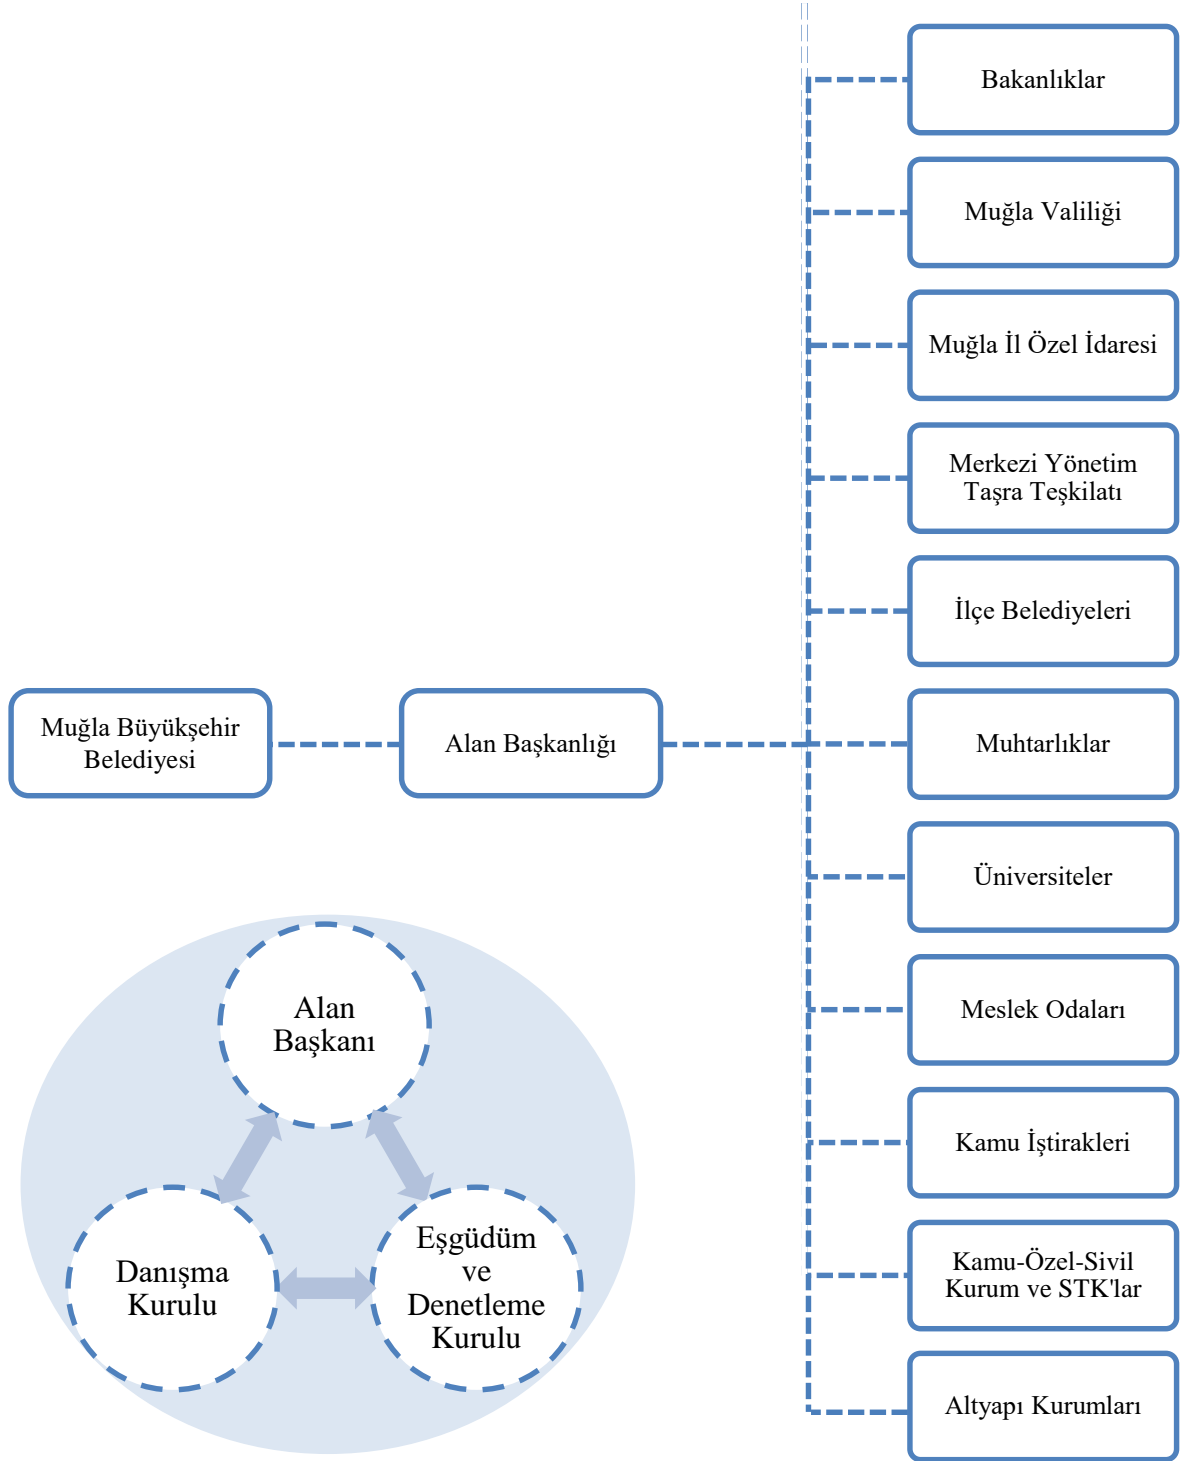 Bakanlıklar
Muğla Valiliği
Muğla İl Özel İdaresi
Merkezi Yönetim
Taşra Teşkilatı
İlçe Belediyeleri
Muğla Büyükşehir
Belediyesi
Alan Başkanlığı
Muhtarlıklar
Üniversiteler
Meslek Odaları
Kamu İştirakleri
Kamu-Özel-Sivil
Kurum ve STK'lar
Altyapı Kurumları
Alan
Başkanı
Danışma
Kurulu
Eşgüdüm
ve
Denetleme
Kurulu